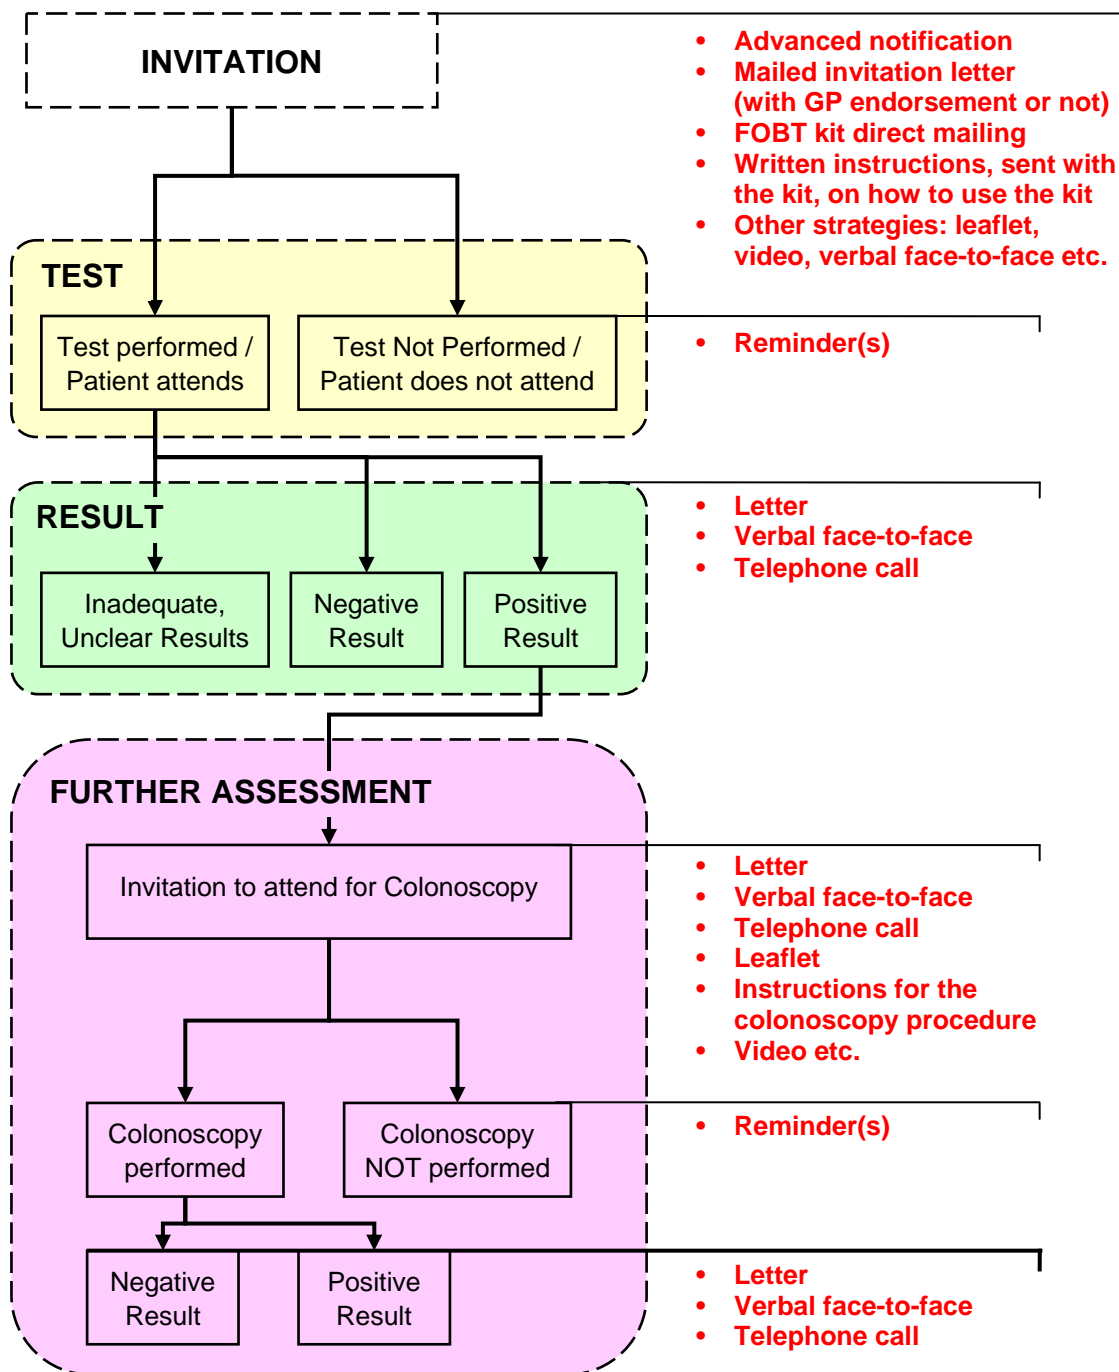 INVITATION
• Advanced notification
• Mailed invitation letter
(with GP endorsement or not)
• FOBT kit direct mailing
• Written instructions, sent with
the kit, on how to use the kit
• Other strategies: leaflet,
video, verbal face-to-face etc.
TEST
Test performed /
Patient attends
Test Not Performed /
Patient does not attend
• Reminder(s)
RESULT
• Letter
• Verbal face-to-face
• Telephone call
Inadequate,
Unclear Results
Negative
Result
Positive
Result
FURTHER ASSESSMENT
Invitation to attend for Colonoscopy
• Letter
• Verbal face-to-face
• Telephone call
• Leaflet
• Instructions for the
colonoscopy procedure
• Video etc.
Colonoscopy
performed
Colonoscopy
NOT performed
• Reminder(s)
Negative
Result
Positive
Result
• Letter
• Verbal face-to-face
• Telephone call